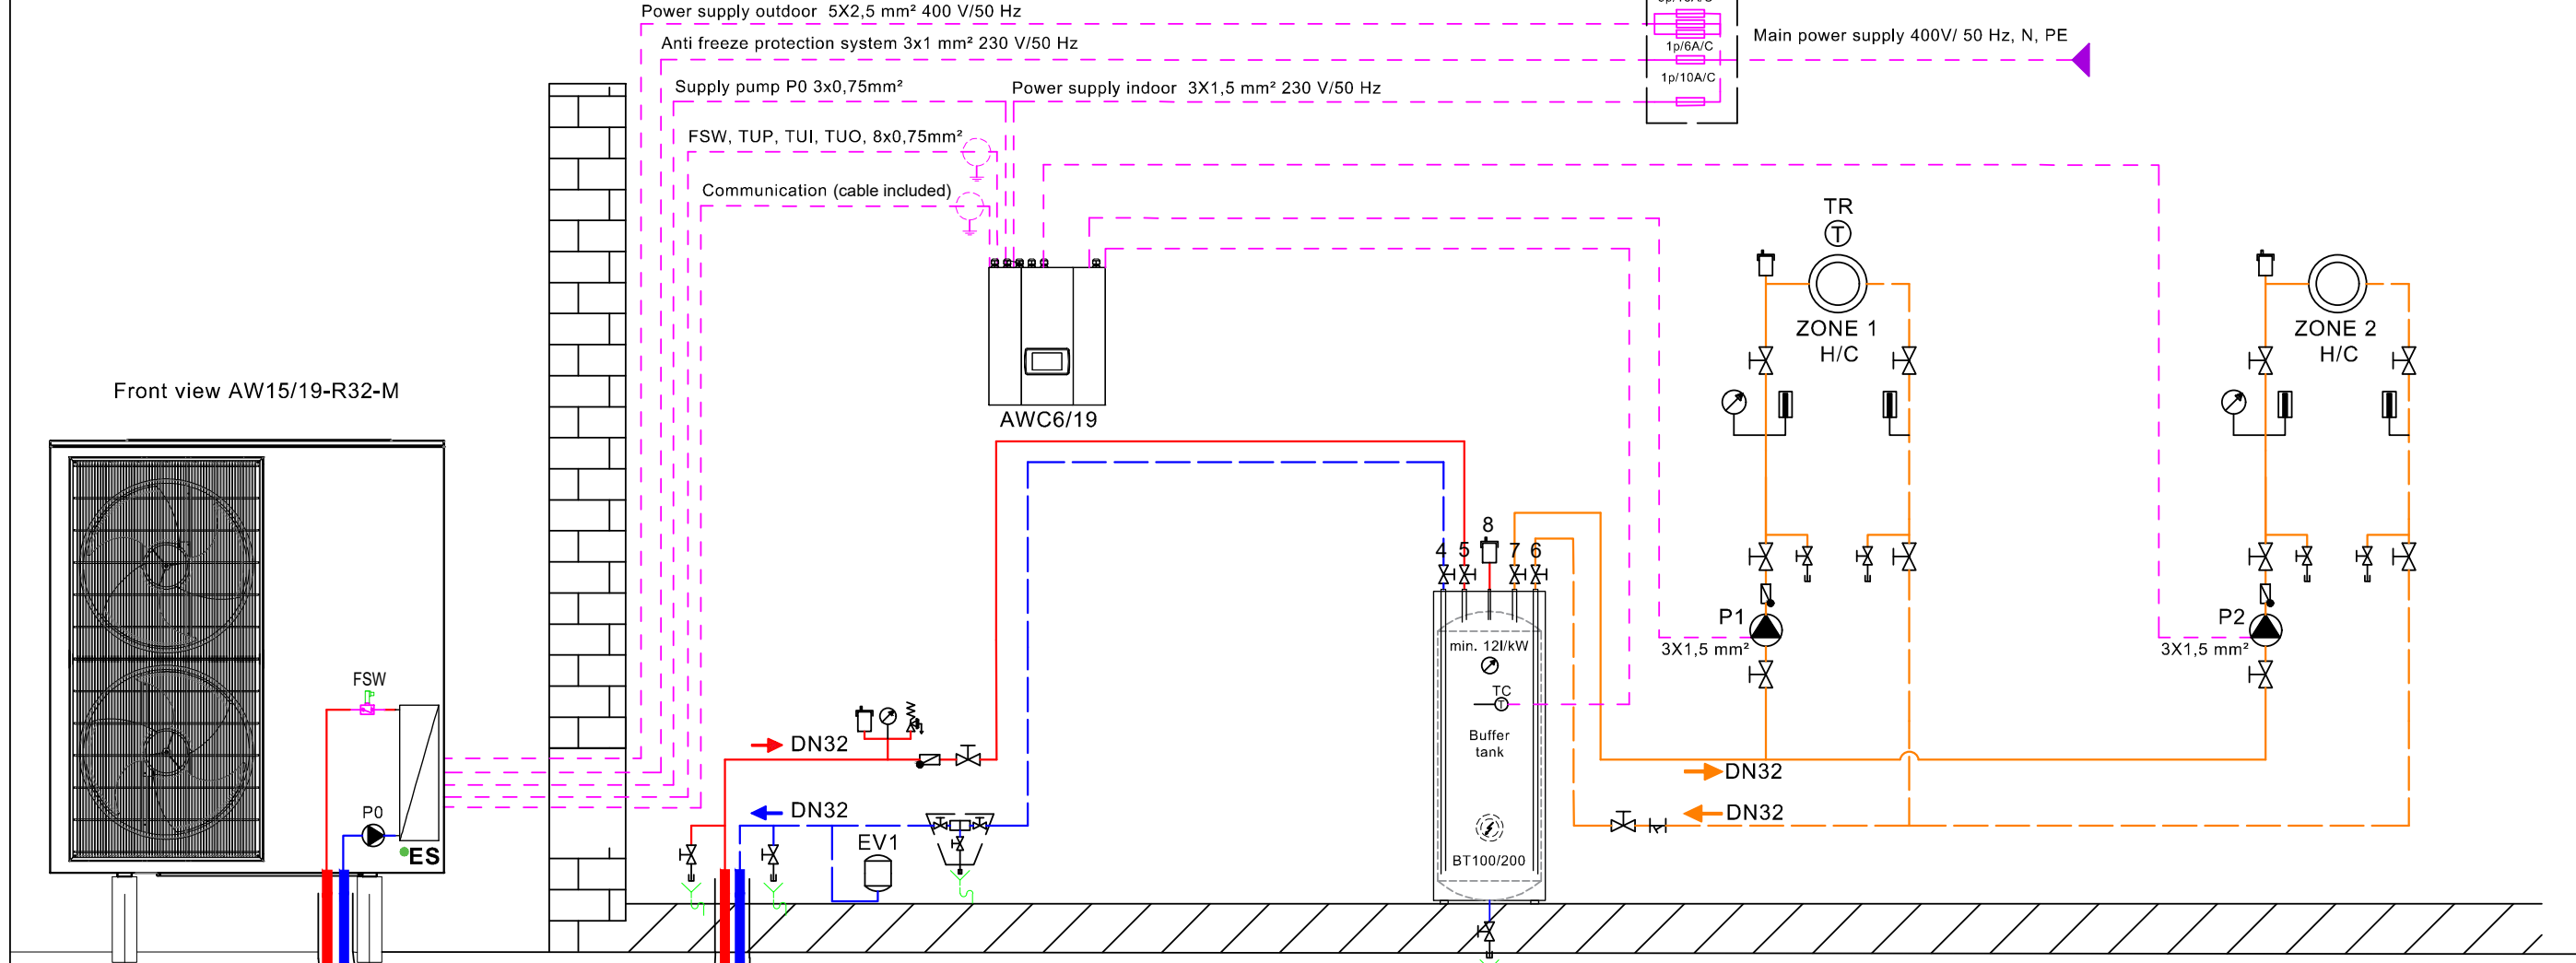 Power supply outdoor 5X2,5 mm² 400 V/50 Hz
Anti freeze protection system 3x1 mm² 230 V/50 Hz
1p/6A/C
Main power supply 400V/ 50 Hz, N, PE
1p/10A/C
Supply pump P0 3x0,75mm²
Power supply indoor 3X1,5 mm² 230 V/50 Hz
FSW, TUP, TUI, TUO, 8x0,75mm²
Communication (cable included)
TR
T
ZONE 1
H/C
ZONE 2
H/C
Front view AW15/19-R32-M
AWC6/19
8
4 5 7 6
P1
3X1,5 mm²
P2
3X1,5 mm²
min. 12l/kW
TC
T
Buffer
tank
BT100/200
FSW
P0
ES
DN32
DN32
EV1
DN32
DN32